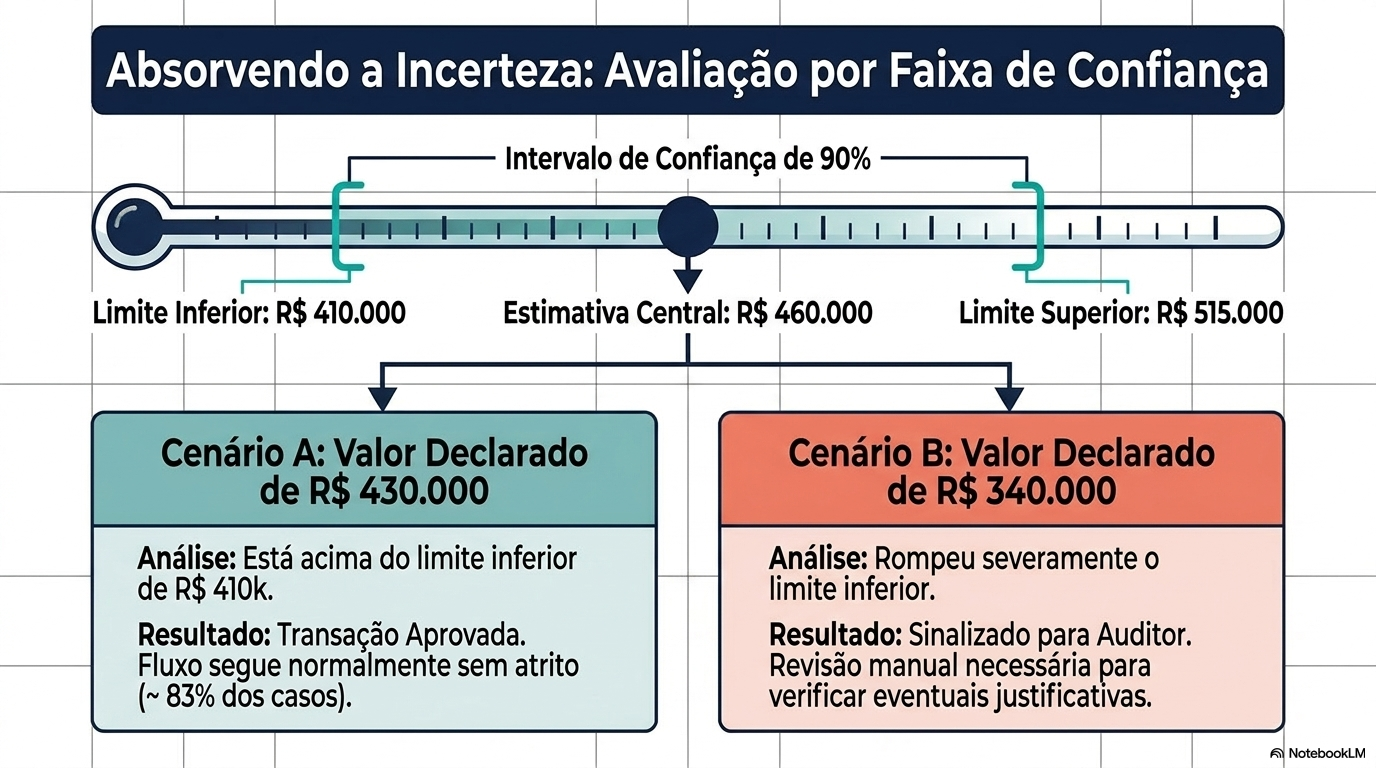 Absorvendo a Incerteza: Avaliação por Faixa de Confiança
Intervalo de Confiança de 90%
Limite Inferior: R$ 410.000
Estimativa Central: R$ 460.000
Limite Superior: R$ 515.000
Cenário A: Valor Declarado
de R$ 430.000
Análise: Está acima do limite inferior
de R$ 410k.
Resultado: Transação Aprovada.
Fluxo segue normalmente sem atrito
(~ 83% dos casos).
Cenário B: Valor Declarado
de R$ 340.000
Análise: Rompeu severamente o
limite inferior.
Resultado: Sinalizado para Auditor.
Revisão manual necessária para
verificar eventuais justificativas.
NotebookLM